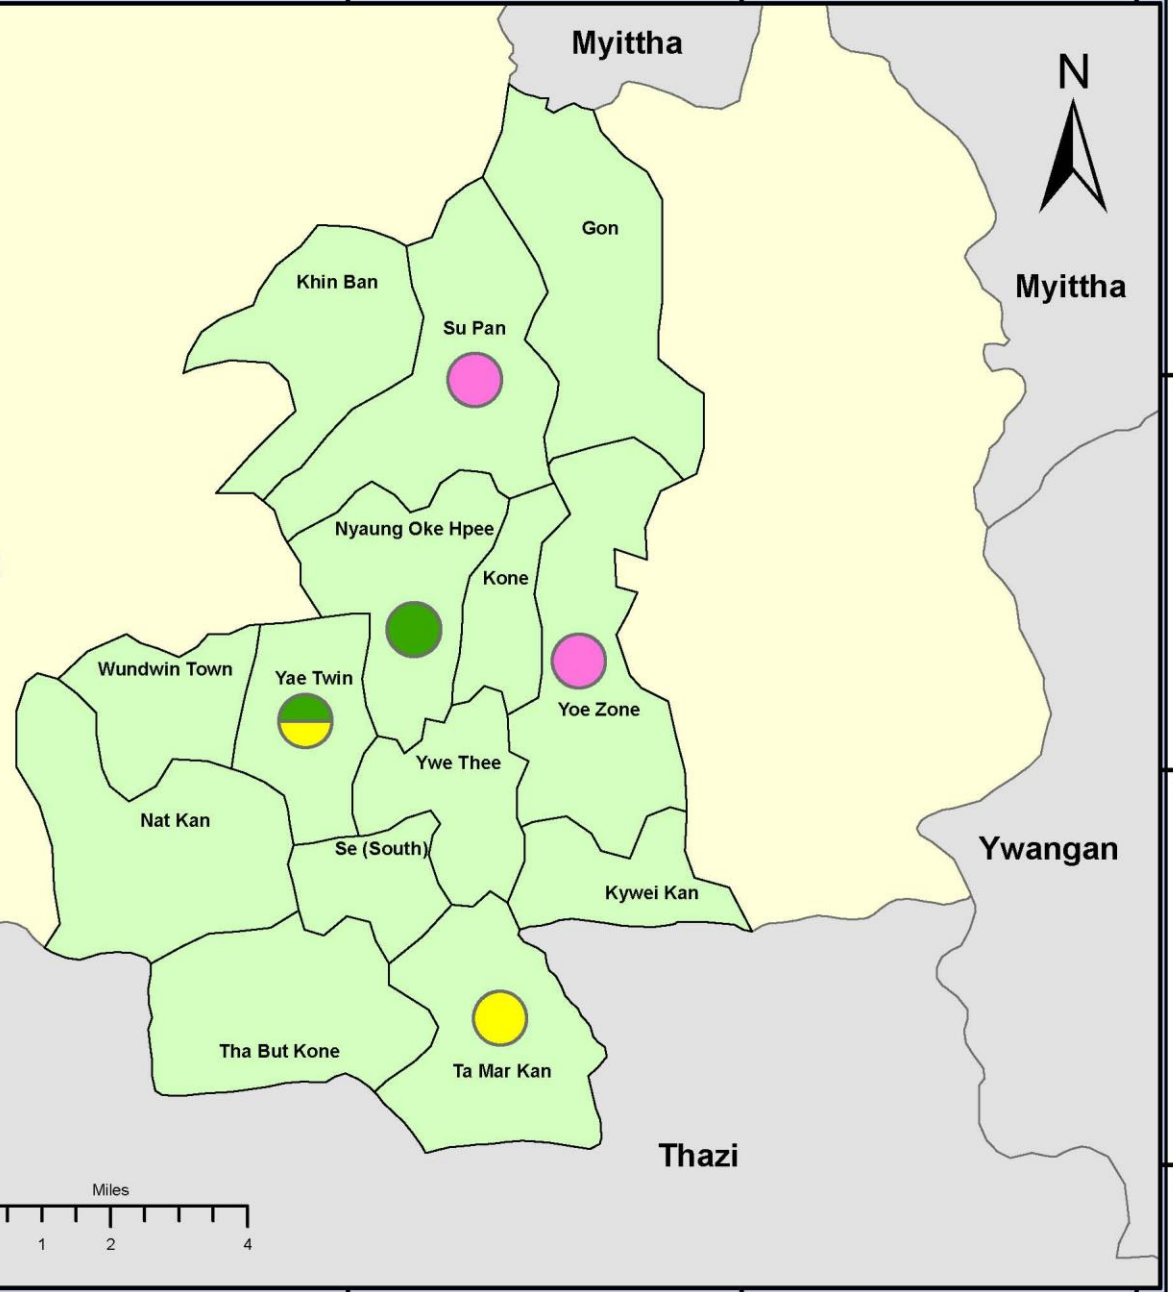 Myittha
N
Gon
Khin Ban
Myittha
Su Pan
Nyaung Oke Hpee
Kone
Wundwin Town
Yae Twin
Yoe Zone
Ywe Thee
Nat Kan
Se (South)
Ywangan
Kywei Kan
Tha But Kone
Ta Mar Kan
Thazi
Miles
1 2 4